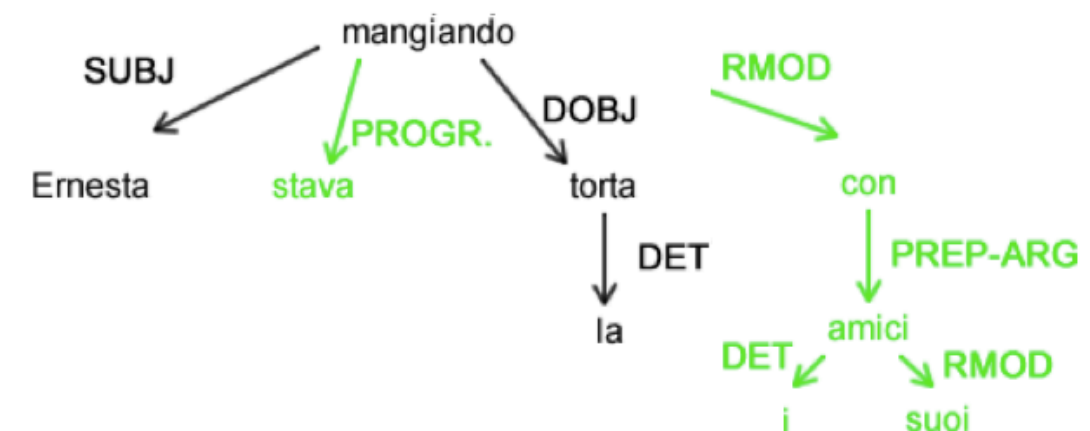 mangiando
SUBJ
RMOD
DOBJ
PROGR.
Ernesta stava torta con
DET PREP-ARG
la amici
DET RMOD
i suoi